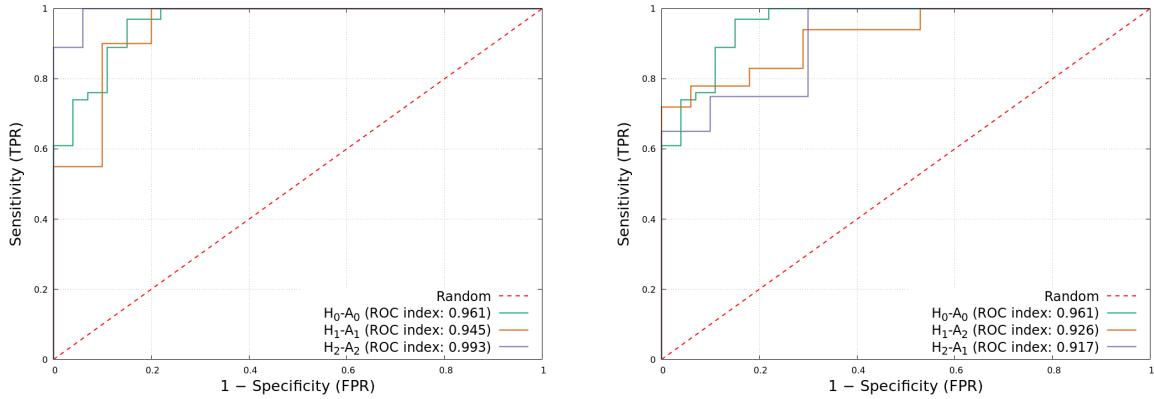 1
0.8
0.6
0.4
0.2
0
0
0.2
0.4
0.6
0.8
1
Sensitivity (TPR)
1 − Specificity (FPR)
Random
H₀-A₀ (ROC index: 0.961)
H₁-A₁ (ROC index: 0.945)
H₂-A₂ (ROC index: 0.993)
1
0.8
0.6
0.4
0.2
0
0
0.2
0.4
0.6
0.8
1
Sensitivity (TPR)
1 − Specificity (FPR)
Random
H₀-A₀ (ROC index: 0.961)
H₁-A₂ (ROC index: 0.926)
H₂-A₁ (ROC index: 0.917)